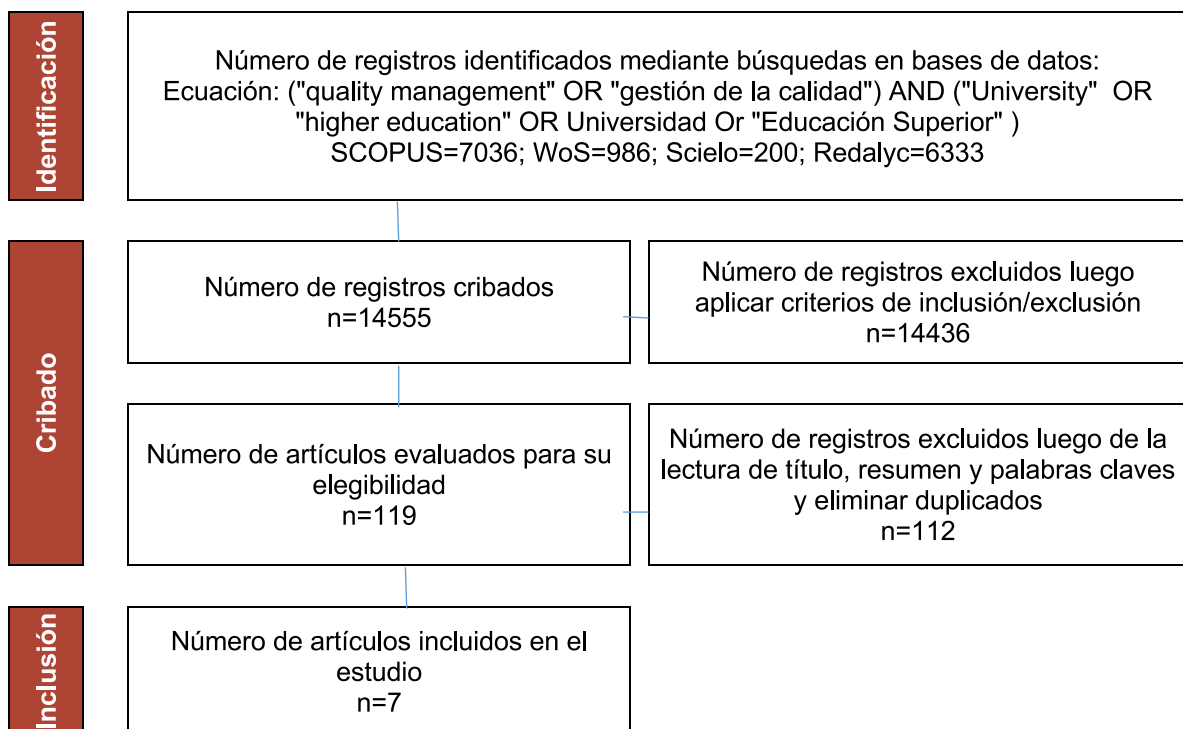 Identificación
Número de registros identificados mediante búsquedas en bases de datos:
Ecuación: ("quality management" OR "gestión de la calidad") AND ("University"  OR
"higher education" OR Universidad Or "Educación Superior" )
SCOPUS=7036; WoS=986; Scielo=200; Redalyc=6333
Cribado
Número de registros cribados
n=14555
Número de registros excluidos luego
aplicar criterios de inclusión/exclusión
n=14436
Número de artículos evaluados para su
elegibilidad
n=119
Número de registros excluidos luego de la
lectura de título, resumen y palabras claves
y eliminar duplicados
n=112
Inclusión
Número de artículos incluidos en el
estudio
n=7